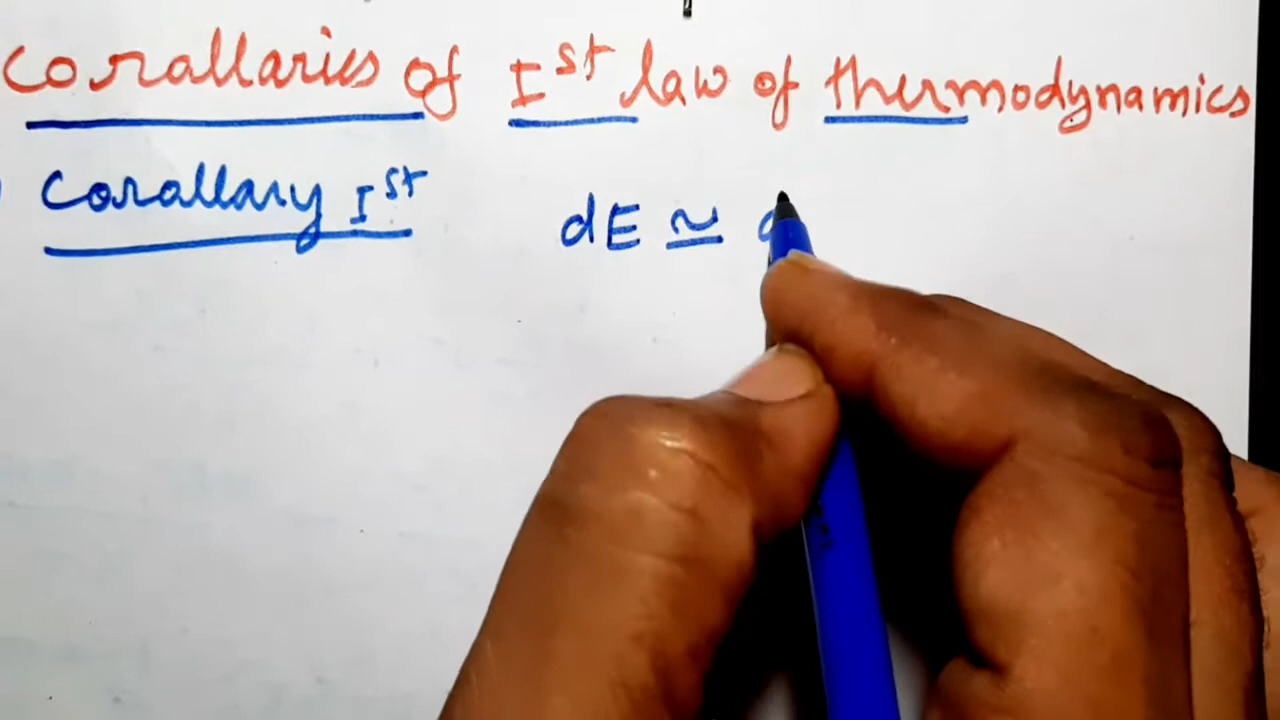 Corallaries of Ist law of thermodynamics
Corallary Ist dE ≅